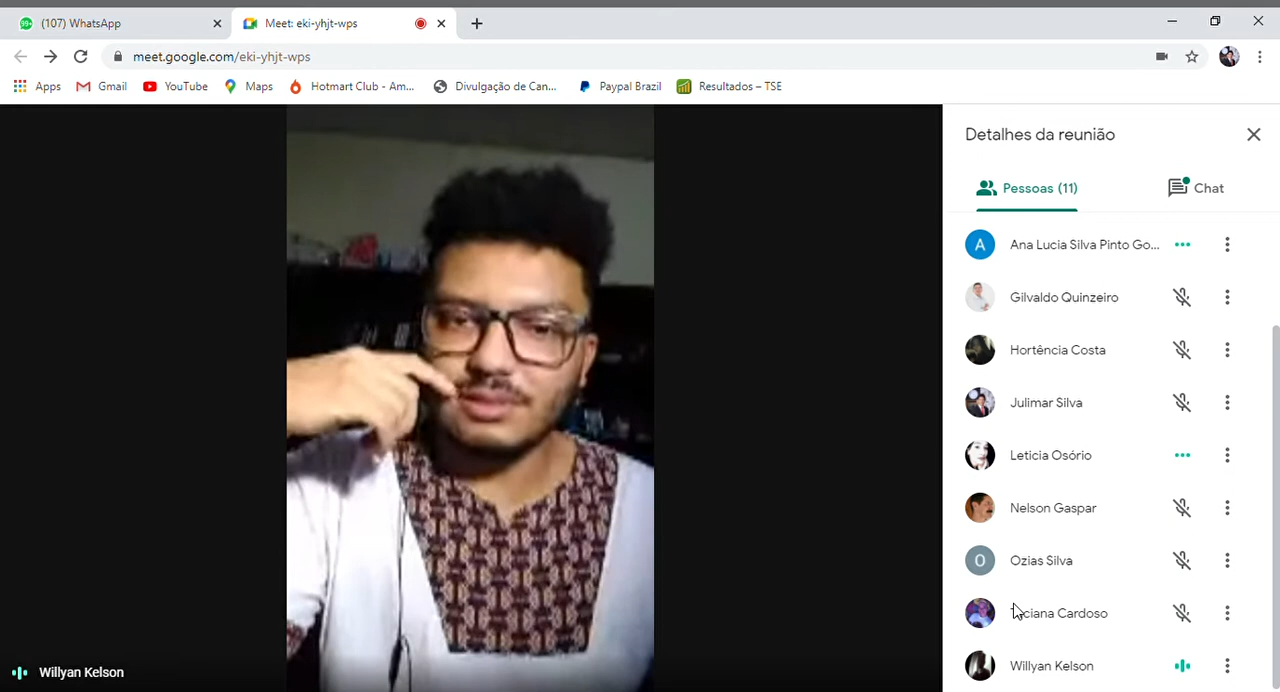 99+ (107) WhatsApp
Meet: eki-yhjt-wps
meet.google.com/eki-yhjt-wps
Apps Gmail YouTube Maps Hotmart Club - Am... Divulgação de Can... Paypal Brazil Resultados – TSE
Detalhes da reunião
Pessoas (11) Chat
A Ana Lucia Silva Pinto Go...
Gilvaldo Quinzeiro
Hortência Costa
Julimar Silva
Leticia Osório
Nelson Gaspar
O Ozias Silva
Cardoso
Willyan Kelson
Willyan Kelson